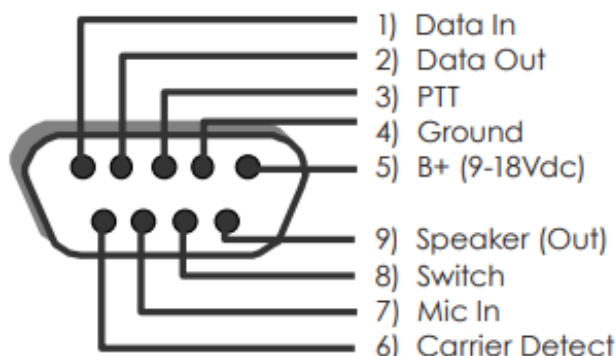 1) Data In
2) Data Out
3) PTT
4) Ground
5) B+ (9-18Vdc)
9) Speaker (Out)
8) Switch
7) Mic In
6) Carrier Detect